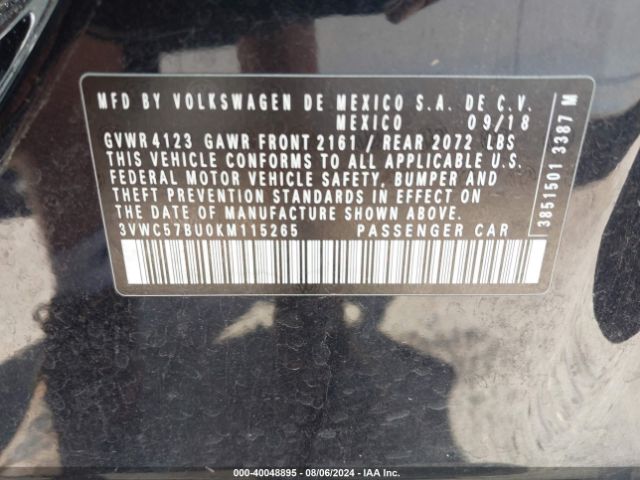 MFD BY VOLKSWAGEN DE MEXICO S.A. DE C.V.
MEXICO 09/18
GVWR 4123 GAWR FRONT 2161 / REAR 2072 LBS
THIS VEHICLE CONFORMS TO ALL APPLICABLE U.S.
FEDERAL MOTOR VEHICLE SAFETY, BUMPER AND
THEFT PREVENTION STANDARDS IN EFFECT ON THE
DATE OF MANUFACTURE SHOWN ABOVE.
3VWC57BU0KM115265 PASSENGER CAR
3851501 3387 M
000-40048895 - 08/06/2024 - IAA Inc.